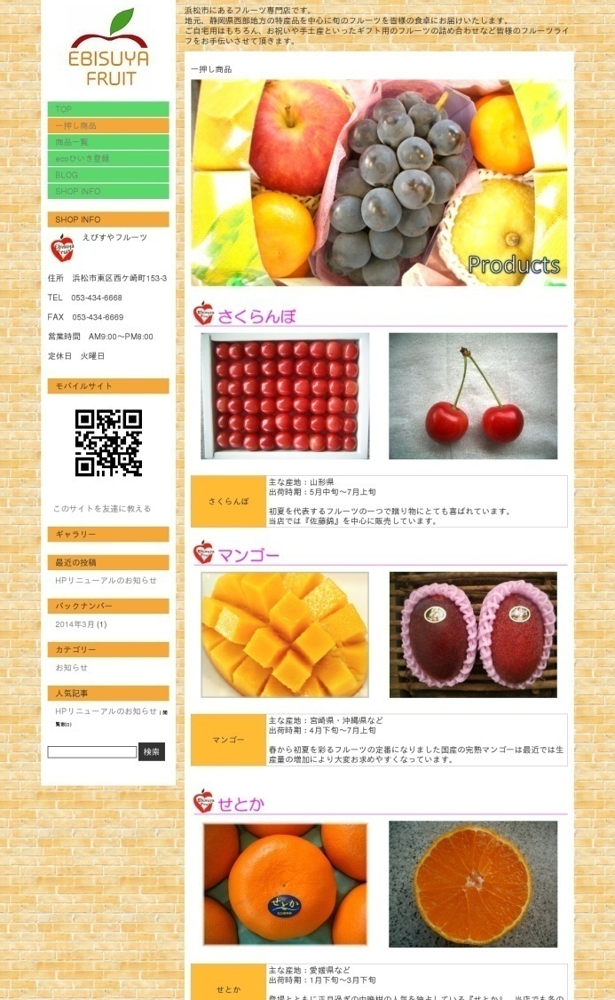 EBISUYA
FRUIT
TOP
一押し商品
商品一覧
ecoひいき登録
BLOG
SHOP INFO
SHOP INFO
Ebisuya
Fruit
えびすやフルーツ
住所 浜松市東区西ケ崎町153-3
TEL 053-434-6668
FAX 053-434-6669
営業時間 AM9:00～PM8:00
定休日 火曜日
モバイルサイト
このサイトを友達に教える
ギャラリー
最近の投稿
HPリニューアルのお知らせ
バックナンバー
2014年3月 (1)
カテゴリー
お知らせ
人気記事
HPリニューアルのお知らせ | 閲
覧数(2)
検索
浜松市にあるフルーツ専門店です。
地元、静岡県西部地方の特産品を中心に旬のフルーツを皆様の食卓にお届けいたします。
ご自宅用はもちろん、お祝いや手土産といったギフト用のフルーツの詰め合わせなど皆様のフルーツライ
フをお手伝いさせて頂きます。
一押し商品
Products
Ebisuya
Fruit
さくらんぼ
さくらんぼ
主な産地：山形県
出荷時期：5月中旬～7月上旬
初夏を代表するフルーツの一つで贈り物にとても喜ばれています。
当店では『佐藤錦』を中心に販売しています。
Ebisuya
Fruit
マンゴー
マンゴー
主な産地：宮崎県・沖縄県など
出荷時期：4月下旬～7月上旬
春から初夏を彩るフルーツの定番になりました国産の完熟マンゴーは最近では生
産量の増加により大変お求めやすくなっています。
Ebisuya
Fruit
せとか
せとか
せとか
主な産地：愛媛県など
出荷時期：1月下旬～3月下旬